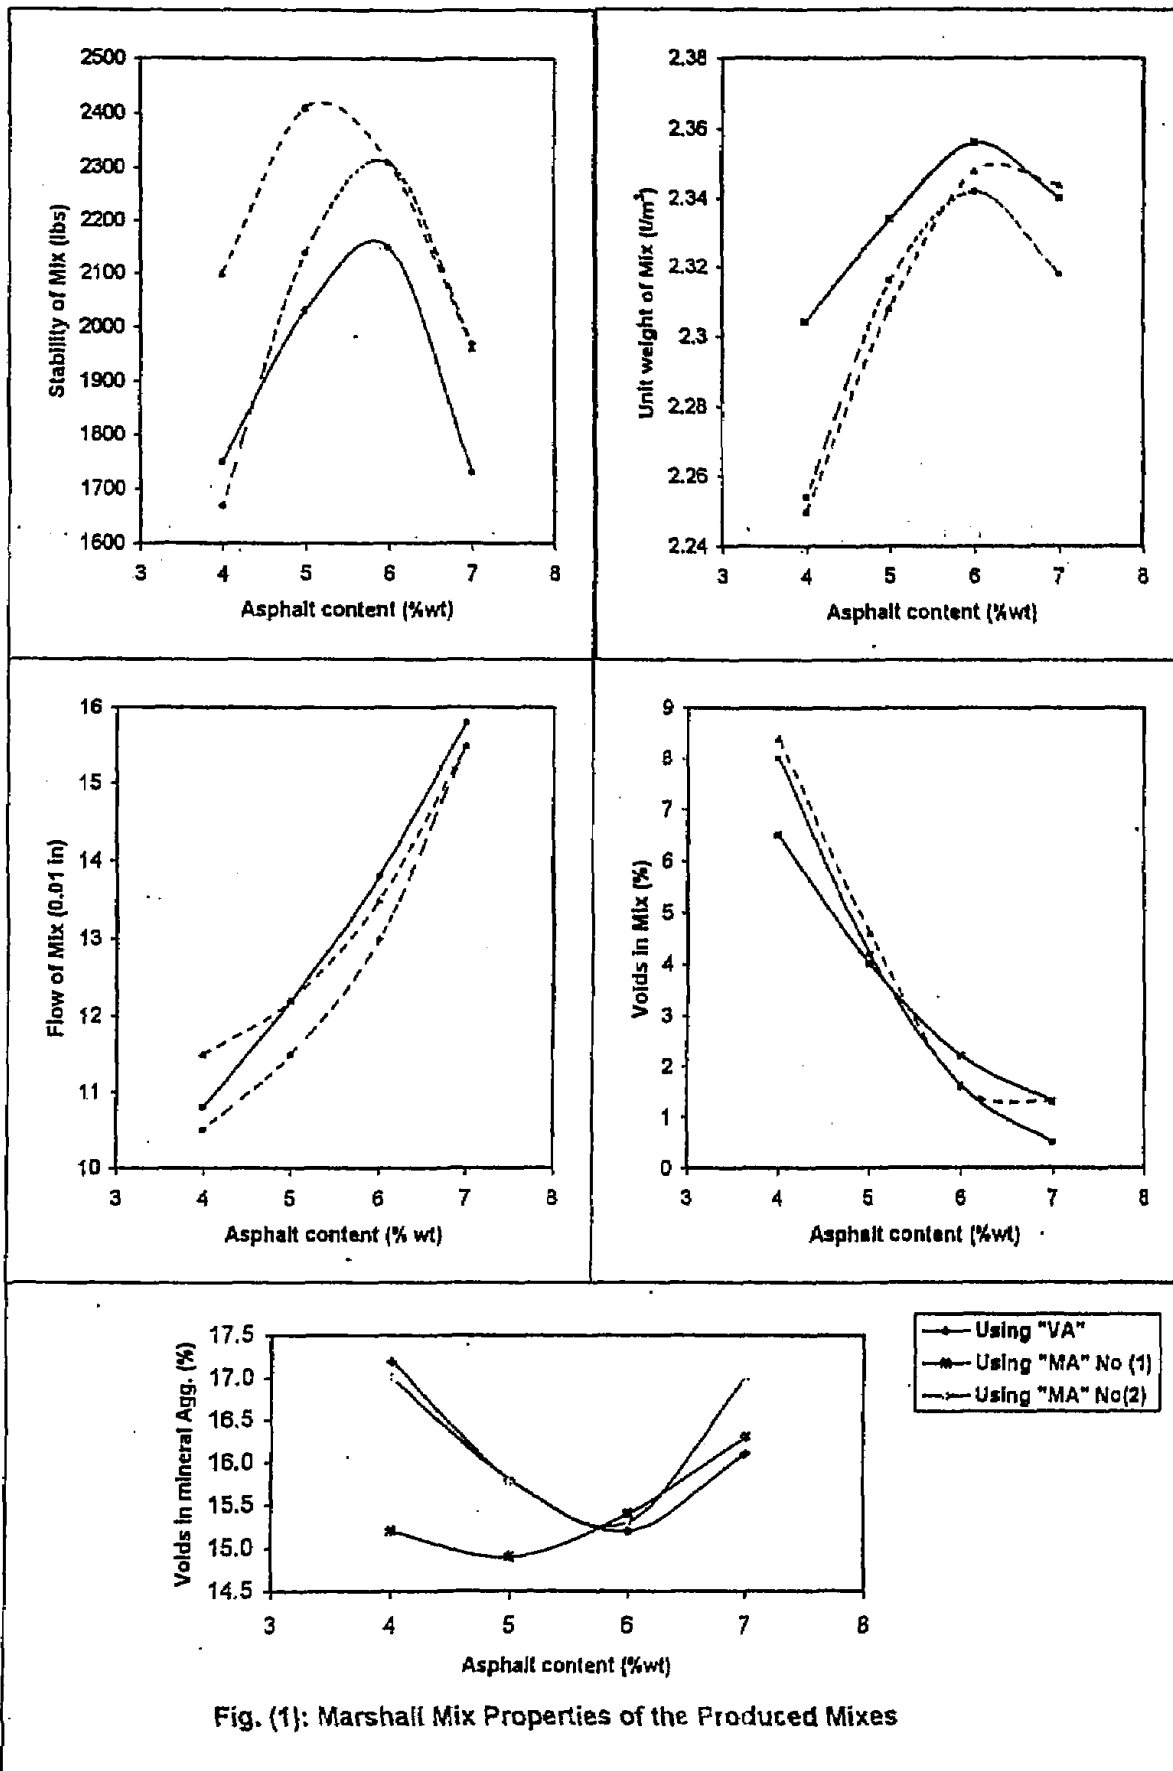 2500
2400
2300
2200
2100
2000
1900
1800
1700
1600
3 4 5 6 7 8
Stability of Mix (lbs)
Asphalt content (%wt)
2.38
2.36
2.34
2.32
2.3
2.28
2.26
2.24
3 4 5 6 7 8
Unit weight of Mix (t/m³)
Asphalt content (%wt)
16
15
14
13
12
11
10
3 4 5 6 7 8
Flow of Mix (0.01 in)
Asphalt content (% wt)
9
8
7
6
5
4
3
2
1
0
3 4 5 6 7 8
Voids in Mix (%)
Asphalt content (%wt)
17.5
17.0
16.5
16.0
15.5
15.0
14.5
3 4 5 6 7 8
Voids in mineral Agg. (%)
Asphalt content (%wt)
Using "VA"
Using "MA" No (1)
Using "MA" No(2)
Fig. (1): Marshall Mix Properties of the Produced Mixes